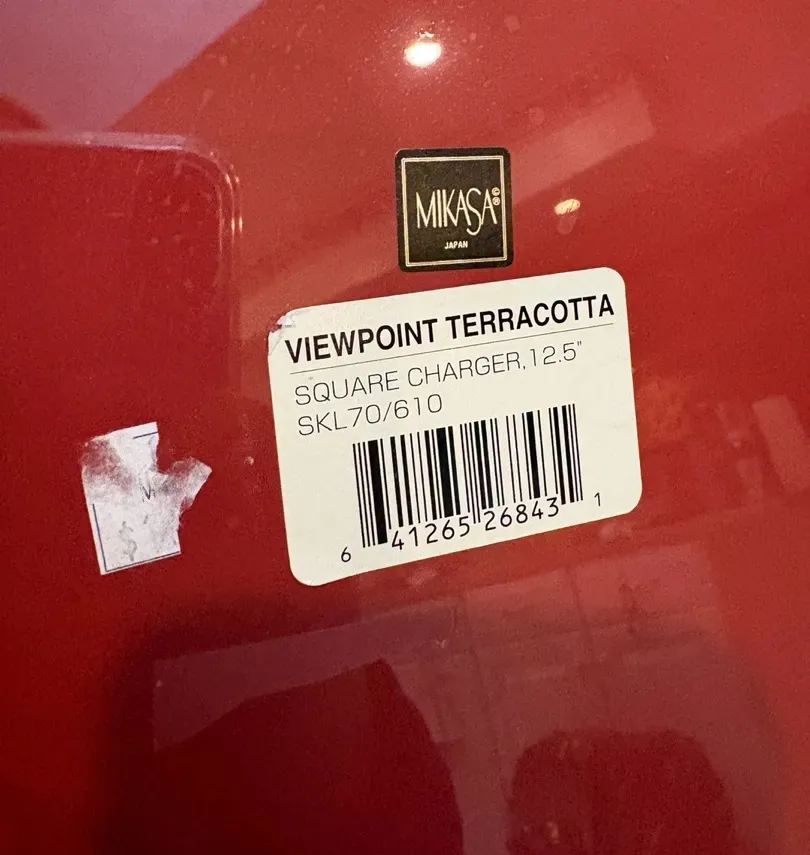 MIKASA©®
JAPAN
VIEWPOINT TERRACOTTA
SQUARE CHARGER, 12.5"
SKL70/610
6 41265 26843 1
$